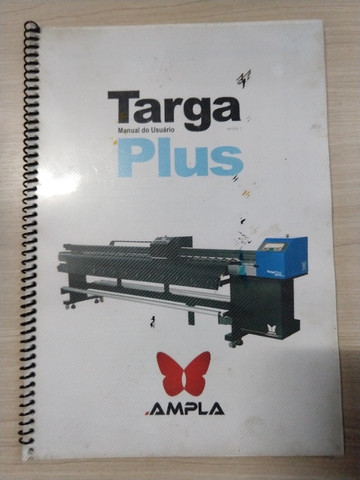 Targa
Manual do Usuário
Plus
.AMPLA